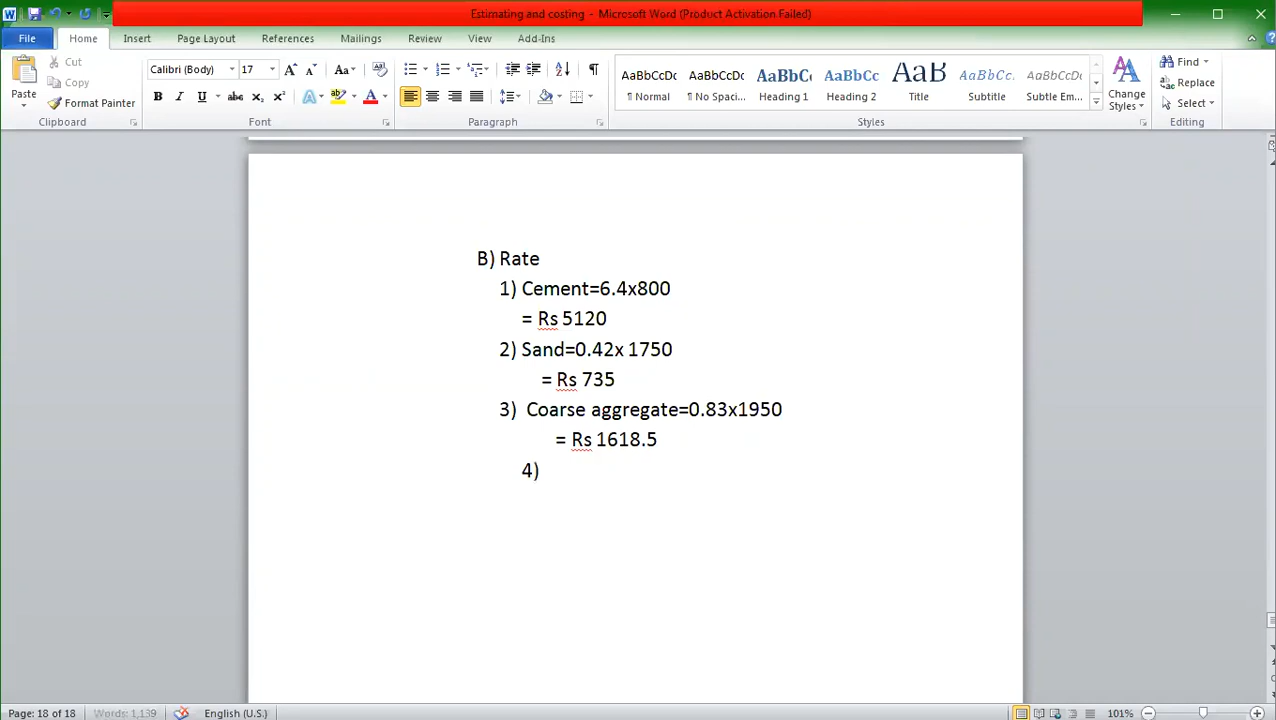 Estimating and costing - Microsoft Word (Product Activation Failed)
File Home Insert Page Layout References Mailings Review View Add-Ins
Paste
Cut
Copy
Format Painter
Clipboard
Calibri (Body) 17
Font
Paragraph
AaBbCcDc AaBbCcDc AaBbCc AaBbCc AaB AaBbCc. AaBbCcDc
¶ Normal ¶ No Spaci... Heading 1 Heading 2 Title Subtitle Subtle Em...
Styles
Change Styles
Find
Replace
Select
Editing
B) Rate
1) Cement=6.4x800
= Rs 5120
2) Sand=0.42x 1750
= Rs 735
3) Coarse aggregate=0.83x1950
= Rs 1618.5
4)
Page: 18 of 18 Words: 1,139 English (U.S.) 101%